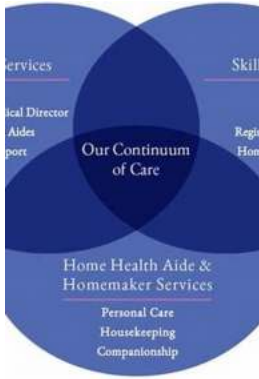 ervices
Skil
ical Director
Aides
Regi
port
Hom
Our Continuum
of Care
Home Health Aide &
Homemaker Services
Personal Care
Housekeeping
Companionship